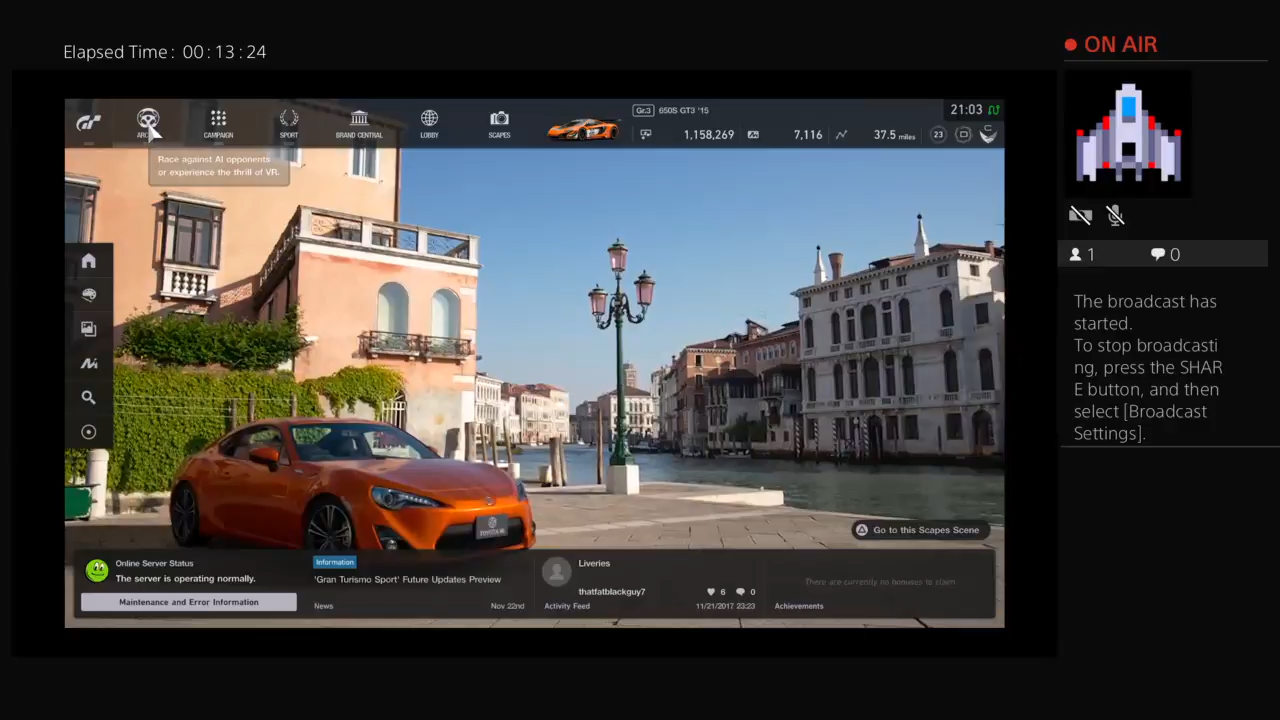 Elapsed Time: 00:13:24
ON AIR
Gr.3 650S GT3 '15
21:03
ARC
CAMPAIGN
SPORT
BRAND CENTRAL
LOBBY
SCAPES
1,158,269
7,116
37.5 miles
23
C
Race against AI opponents
or experience the thrill of VR.
1
0
The broadcast has
started.
To stop broadcasti
ng, press the SHAR
E button, and then
select [Broadcast
Settings].
Go to this Scapes Scene
Online Server Status
The server is operating normally.
Maintenance and Error Information
Information
'Gran Turismo Sport' Future Updates Preview
News
Nov 22nd
Liveries
thatfatblackguy7
6
0
Activity Feed
11/21/2017 23:23
There are currently no bonuses to claim.
Achievements